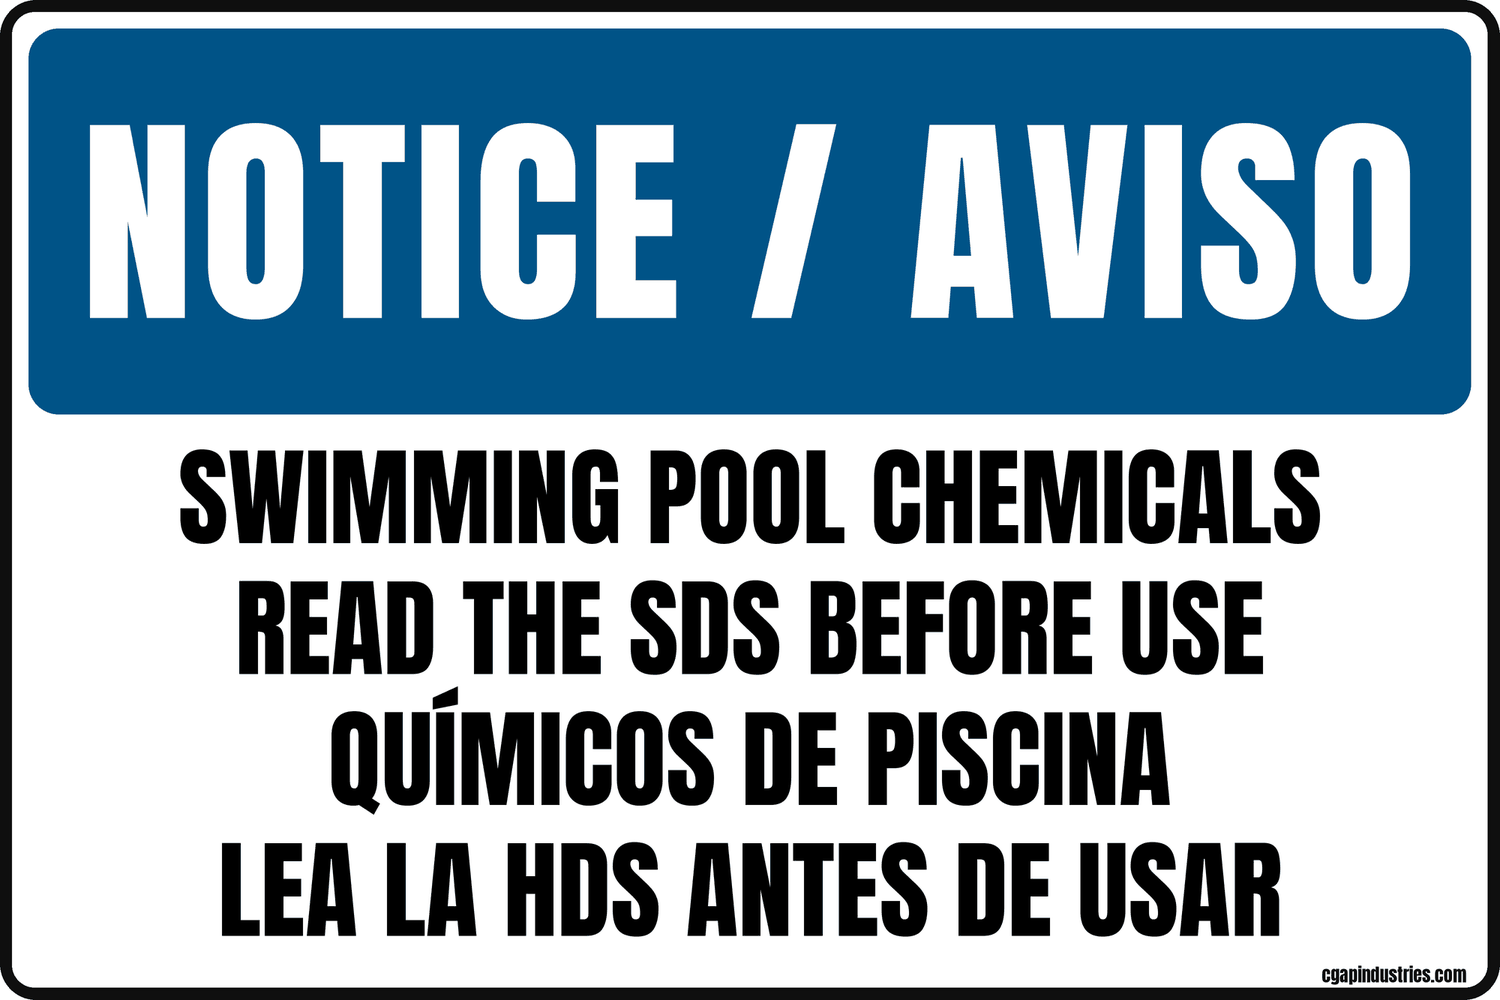 NOTICE / AVISO
SWIMMING POOL CHEMICALS
READ THE SDS BEFORE USE
QUÍMICOS DE PISCINA
LEA LA HDS ANTES DE USAR
cgapindustries.com